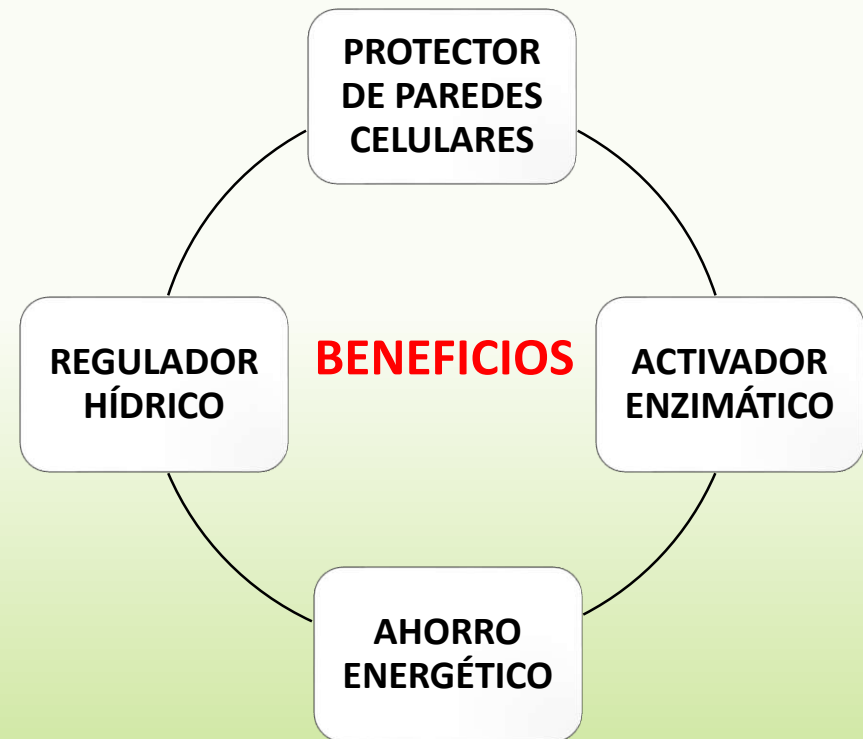 PROTECTOR
DE PAREDES
CELULARES
REGULADOR
HÍDRICO
BENEFICIOS
ACTIVADOR
ENZIMÁTICO
AHORRO
ENERGÉTICO